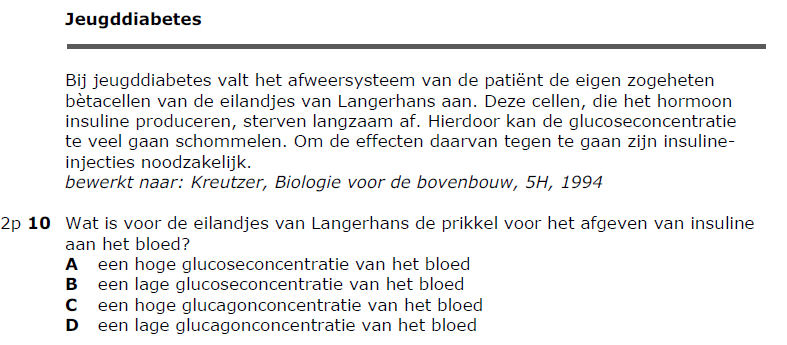 Jeugddiabetes
Bij jeugddiabetes valt het afweersysteem van de patiënt de eigen zogeheten
bètacellen van de eilandjes van Langerhans aan. Deze cellen, die het hormoon
insuline produceren, sterven langzaam af. Hierdoor kan de glucoseconcentratie
te veel gaan schommelen. Om de effecten daarvan tegen te gaan zijn insuline-
injecties noodzakelijk.
bewerkt naar: Kreutzer, Biologie voor de bovenbouw, 5H, 1994
2p 10 Wat is voor de eilandjes van Langerhans de prikkel voor het afgeven van insuline
aan het bloed?
A een hoge glucoseconcentratie van het bloed
B een lage glucoseconcentratie van het bloed
C een hoge glucagonconcentratie van het bloed
D een lage glucagonconcentratie van het bloed